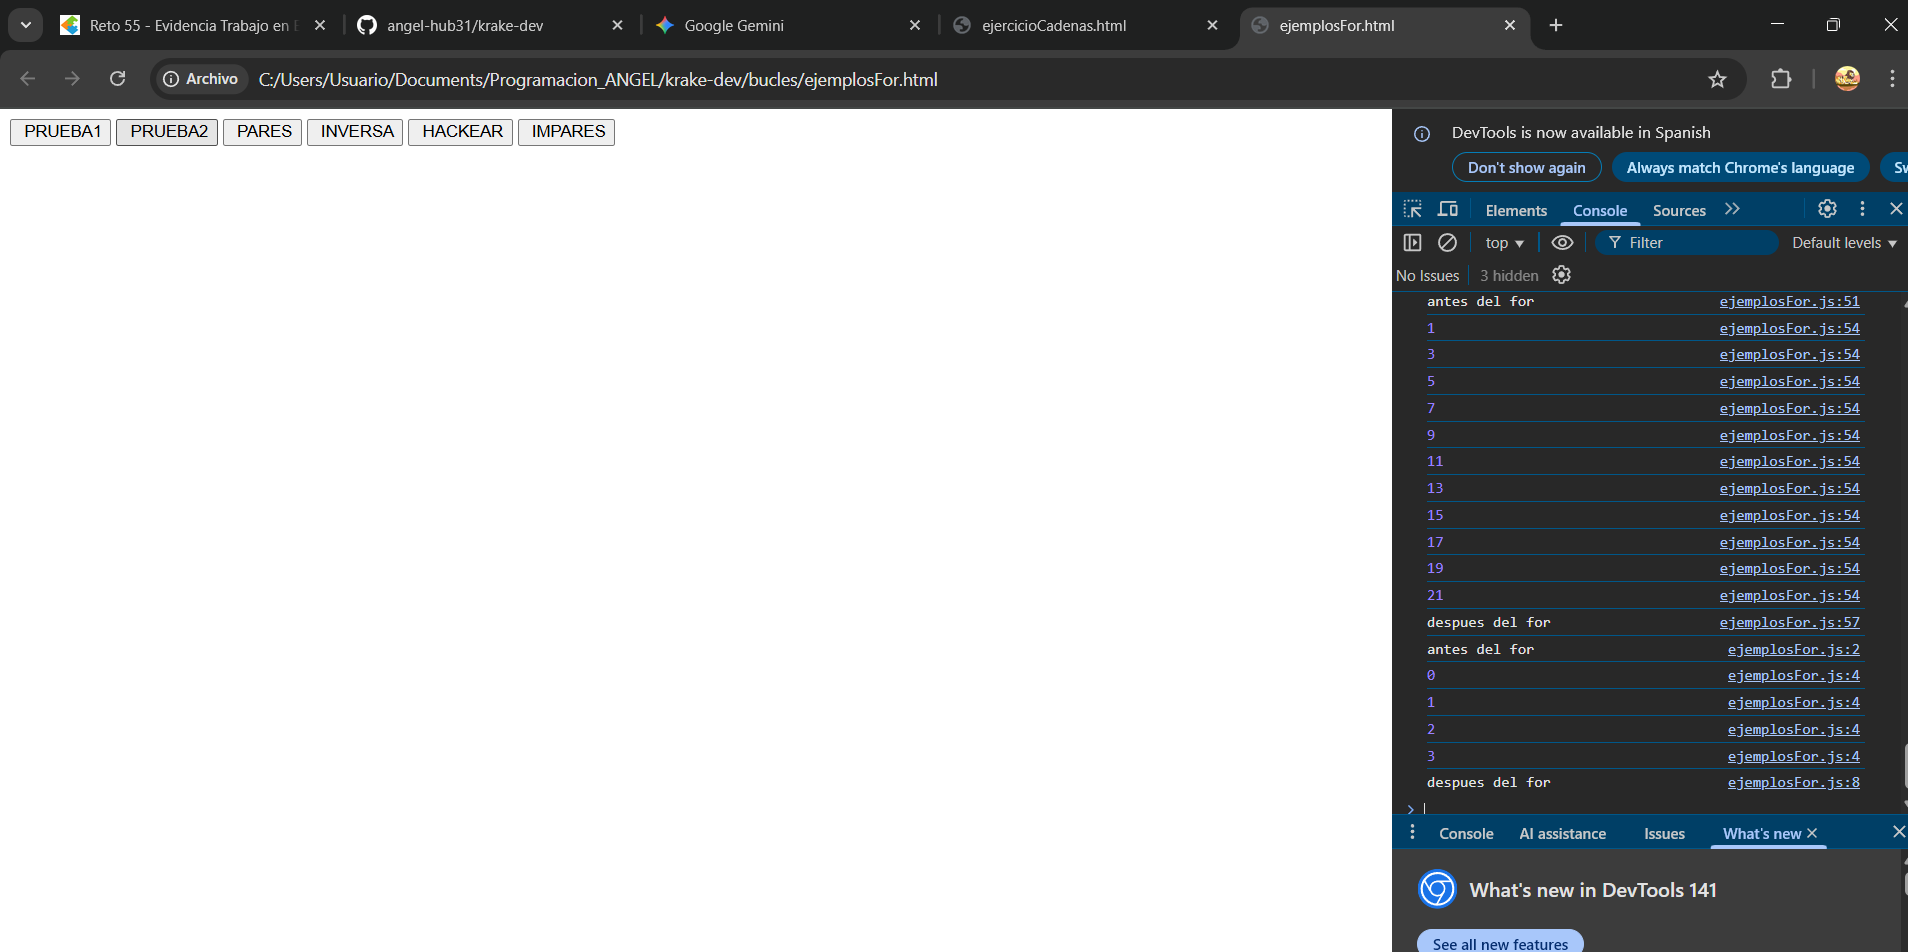 Reto 55 - Evidencia Trabajo en E
angel-hub31/krake-dev
Google Gemini
ejercicioCadenas.html
ejemplosFor.html
Archivo C:/Users/Usuario/Documents/Programacion_ANGEL/krake-dev/bucles/ejemplosFor.html
PRUEBA1 PRUEBA2 PARES INVERSA HACKEAR IMPARES
DevTools is now available in Spanish
Don't show again Always match Chrome's language Sw
Elements Console Sources
top Filter Default levels
No Issues 3 hidden
antes del for ejemplosFor.js:51
1 ejemplosFor.js:54
3 ejemplosFor.js:54
5 ejemplosFor.js:54
7 ejemplosFor.js:54
9 ejemplosFor.js:54
11 ejemplosFor.js:54
13 ejemplosFor.js:54
15 ejemplosFor.js:54
17 ejemplosFor.js:54
19 ejemplosFor.js:54
21 ejemplosFor.js:54
despues del for ejemplosFor.js:57
antes del for ejemplosFor.js:2
0 ejemplosFor.js:4
1 ejemplosFor.js:4
2 ejemplosFor.js:4
3 ejemplosFor.js:4
despues del for ejemplosFor.js:8
Console AI assistance Issues What's new
What's new in DevTools 141
See all new features